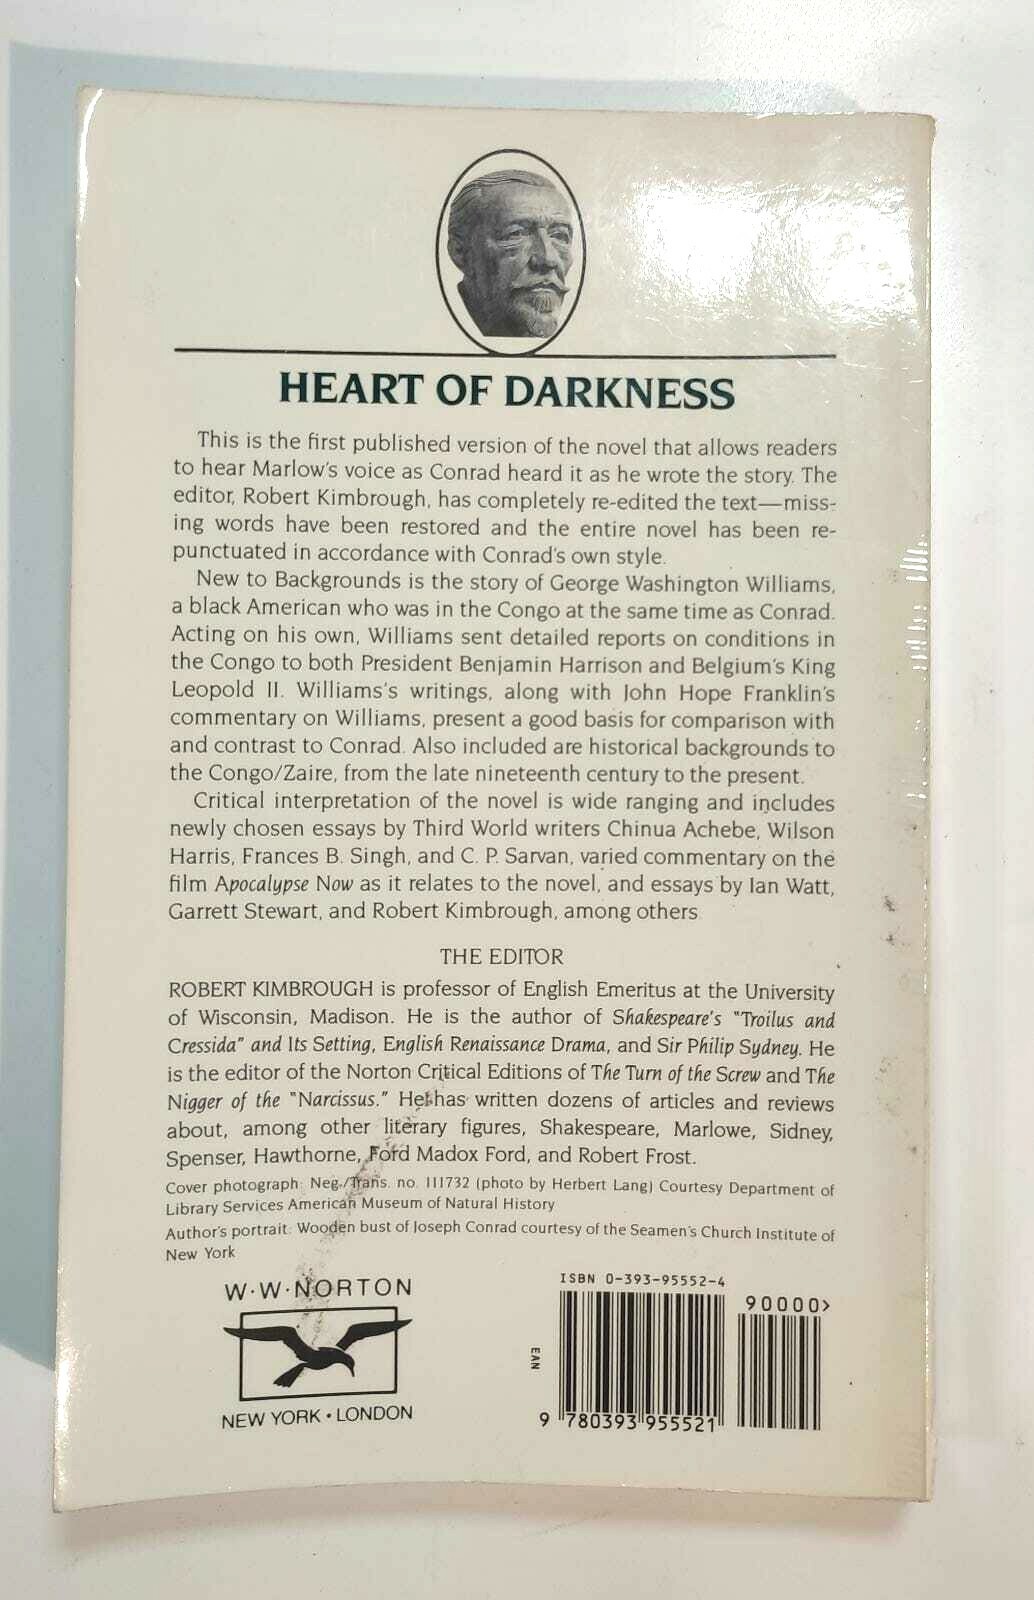 HEART OF DARKNESS
This is the first published version of the novel that allows readers
to hear Marlow's voice as Conrad heard it as he wrote the story. The
editor, Robert Kimbrough, has completely re-edited the text—miss-
ing words have been restored and the entire novel has been re-
punctuated in accordance with Conrad's own style.
New to Backgrounds is the story of George Washington Williams,
a black American who was in the Congo at the same time as Conrad.
Acting on his own, Williams sent detailed reports on conditions in
the Congo to both President Benjamin Harrison and Belgium's King
Leopold II. Williams's writings, along with John Hope Franklin's
commentary on Williams, present a good basis for comparison with
and contrast to Conrad. Also included are historical backgrounds to
the Congo/Zaire, from the late nineteenth century to the present.
Critical interpretation of the novel is wide ranging and includes
newly chosen essays by Third World writers Chinua Achebe, Wilson
Harris, Frances B. Singh, and C. P. Sarvan, varied commentary on the
film Apocalypse Now as it relates to the novel, and essays by Ian Watt,
Garrett Stewart, and Robert Kimbrough, among others.
THE EDITOR
ROBERT KIMBROUGH is professor of English Emeritus at the University
of Wisconsin, Madison. He is the author of Shakespeare's "Troilus and
Cressida" and Its Setting, English Renaissance Drama, and Sir Philip Sydney. He
is the editor of the Norton Critical Editions of The Turn of the Screw and The
Nigger of the "Narcissus." He has written dozens of articles and reviews
about, among other literary figures, Shakespeare, Marlowe, Sidney,
Spenser, Hawthorne, Ford Madox Ford, and Robert Frost.
Cover photograph: Neg./Trans. no. 111732 (photo by Herbert Lang) Courtesy Department of
Library Services American Museum of Natural History
Author's portrait: Wooden bust of Joseph Conrad courtesy of the Seamen's Church Institute of
New York
W·W·NORTON
NEW YORK • LONDON
ISBN 0-393-95552-4
90000>
EAN
9 780393 955521